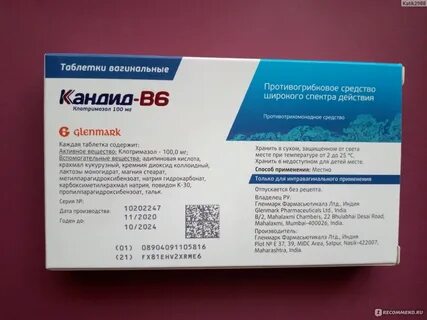 Katik2988
Таблетки вагинальные
Кандид-В6
Клотримазол 100 мг
Противогрибковое средство
широкого спектра действия
Противотрихомонадное средство
Glenmark
Каждая таблетка содержит:
Активное вещество: Клотримазол - 100,0 мг;
Вспомогательные вещества: адипиновая кислота,
крахмал кукурузный, кремния диоксид коллоидный,
лактозы моногидрат, магния стеарат,
метилпарагидроксибензоат, натрия гидрокарбонат,
карбоксиметилкрахмал натрия, повидон К-30,
пропилпарагидроксибензоат, тальк.
Хранить в сухом, защищенном от света
месте при температуре от 2 до 25 °С.
Хранить в недоступном для детей месте.
Способ применения: Местно
Только для интравагинального применения
Отпускается без рецепта.
Серия №:
10202247
Дата производства:
11/2020
Годен до:
10/2024
(01) 08904091105816
(21) FX81EHV2XRME6
Владелец РУ:
Гленмарк Фармасьютикалз Лтд., Индия
Glenmark Pharmaceuticals Ltd., India
B/2, Mahalaxmi Chambers, 22 Bhulabhai Desai Road,
Mahalaxmi, Mumbai - 400 026, India
Производитель:
Гленмарк Фармасьютикалз Лтд., Индия
Plot № E 37, 39, MIDC Area, Satpur, Nasik-422007,
Maharashtra, India.
IRECOMMEND.RU